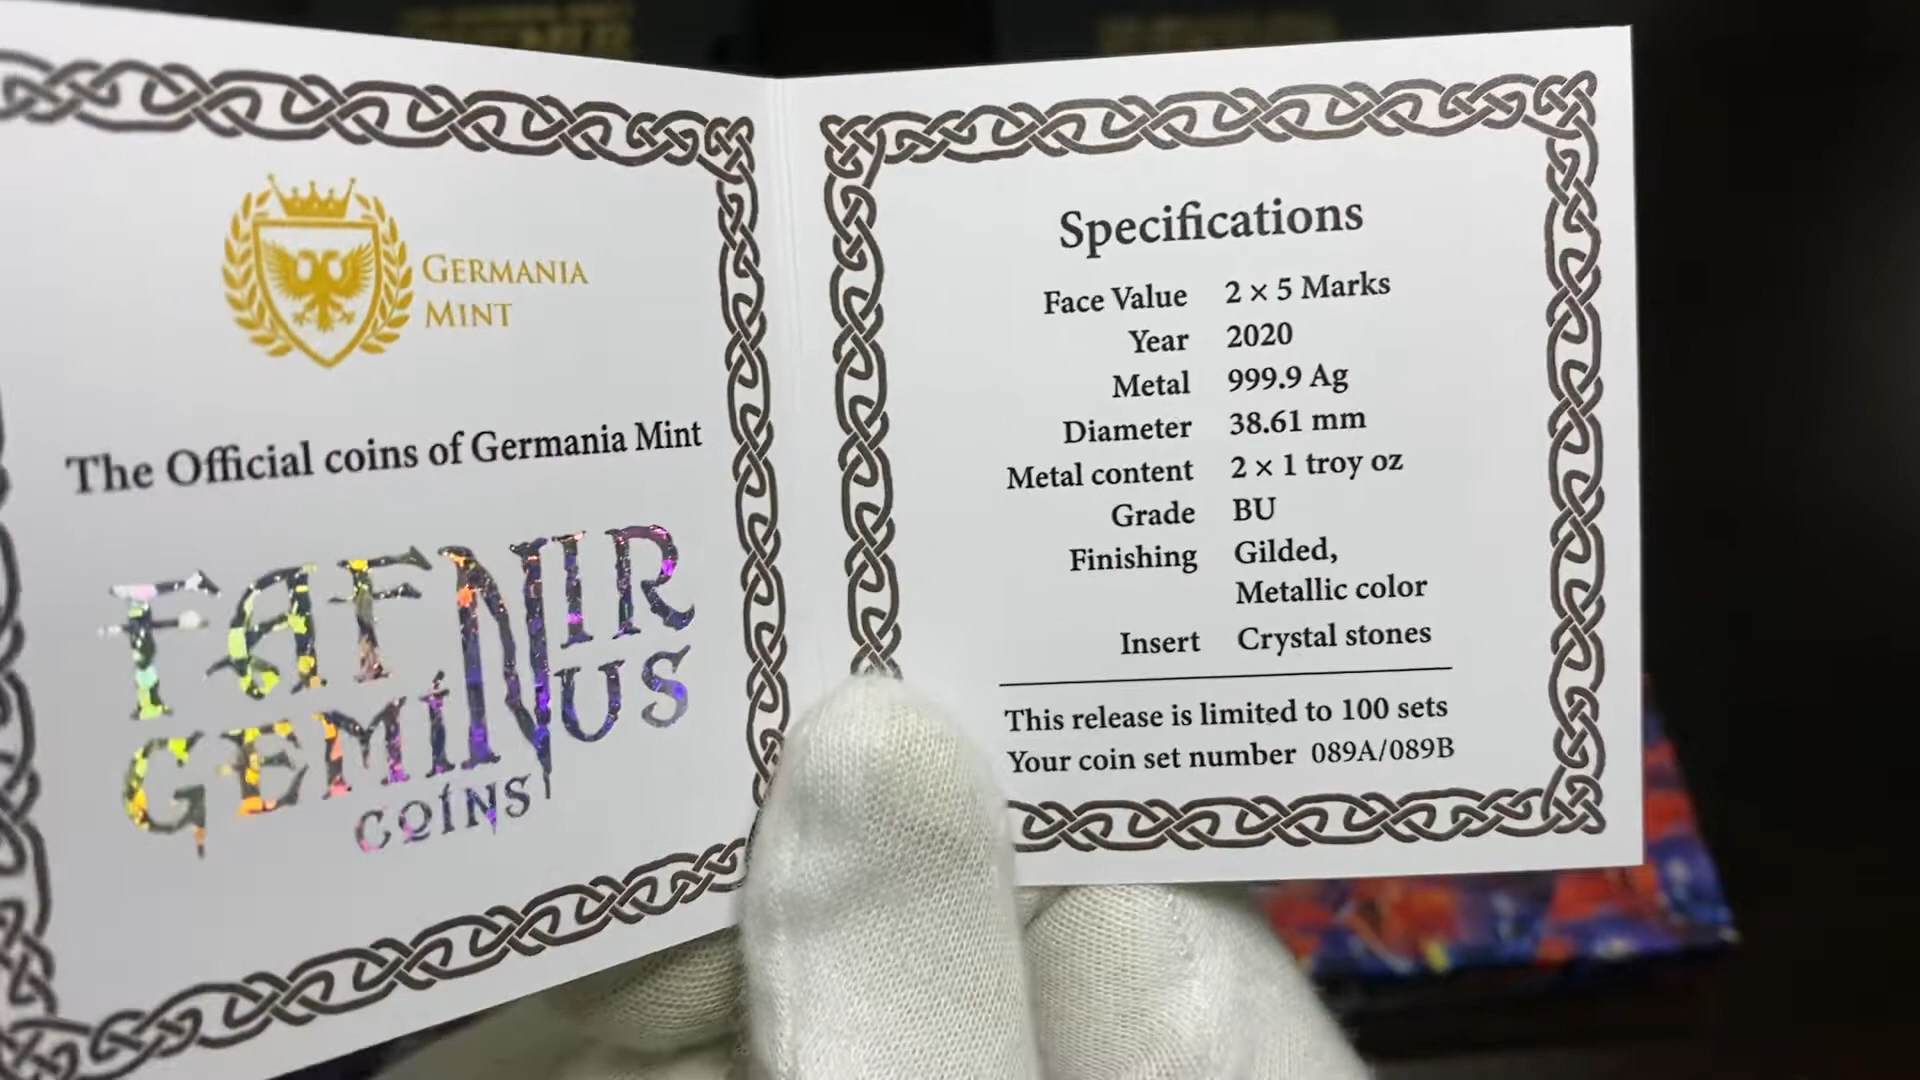 GERMANIA
MINT
The Official coins of Germania Mint
FAFNIR
GEMINUS
COINS
Specifications
Face Value 2 × 5 Marks
Year 2020
Metal 999.9 Ag
Diameter 38.61 mm
Metal content 2 × 1 troy oz
Grade BU
Finishing Gilded,
Metallic color
Insert Crystal stones
This release is limited to 100 sets
Your coin set number 089A/089B